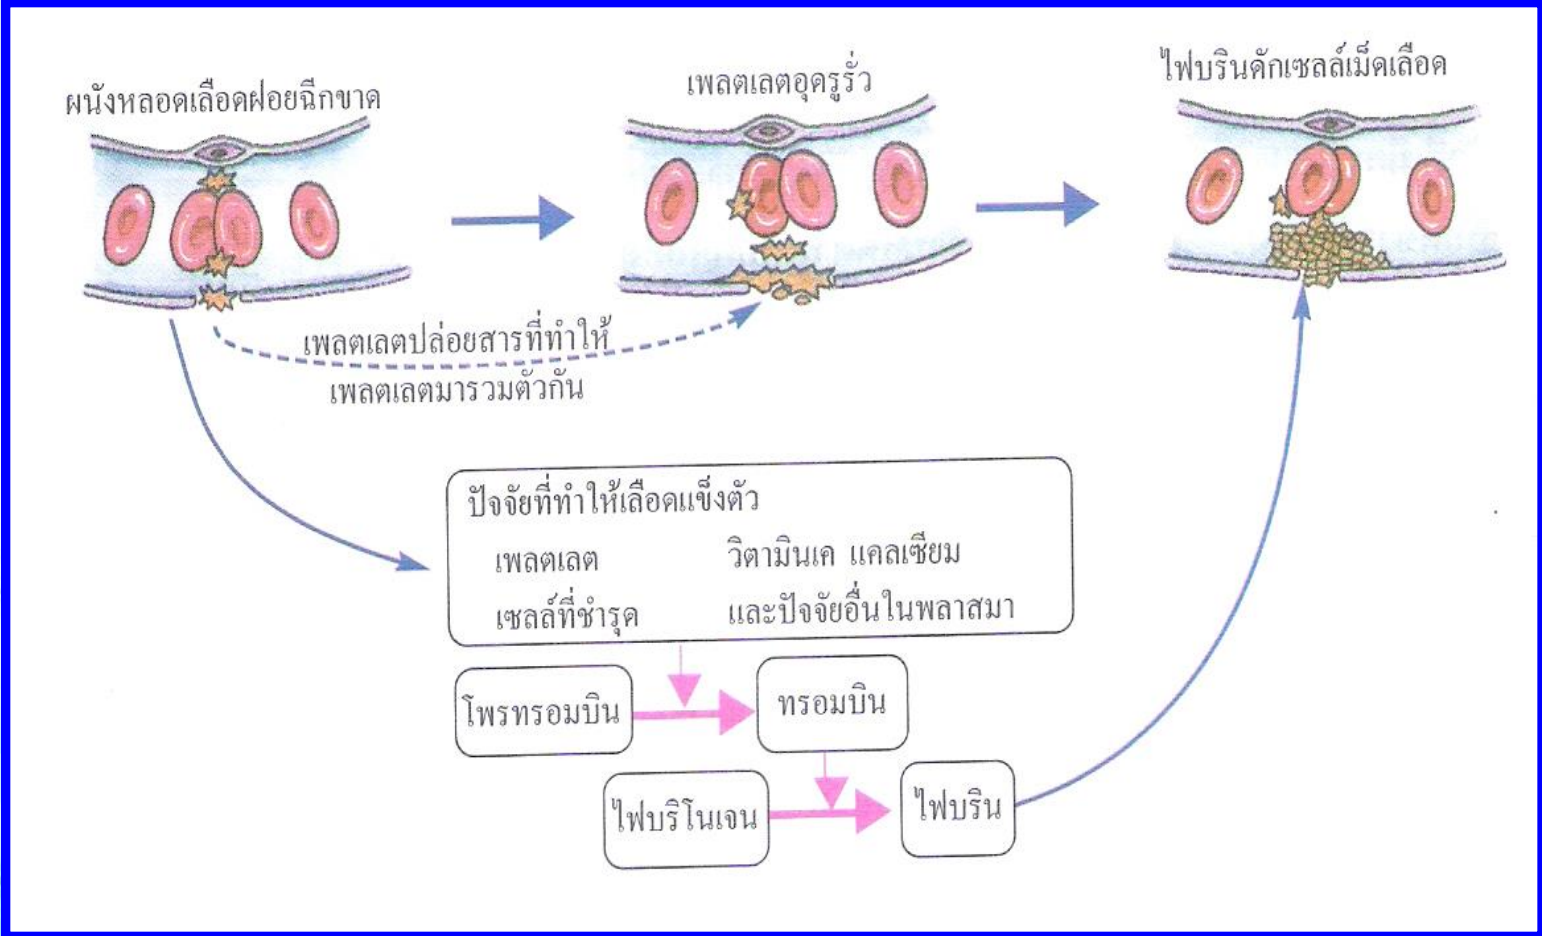 ผนังหลอดเลือดฝอยฉีกขาด
เพลตเลตอุดรูรั่ว
ไฟบรินดักเซลล์เม็ดเลือด
เพลตเลตปล่อยสารที่ทำให้
เพลตเลตมารวมตัวกัน
ปัจจัยที่ทำให้เลือดแข็งตัว
เพลตเลต วิตามินเค แคลเซียม
เซลล์ที่ชำรุด และปัจจัยอื่นในพลาสมา
โพรทรอมบิน
ทรอมบิน
ไฟบริโนเจน
ไฟบริน